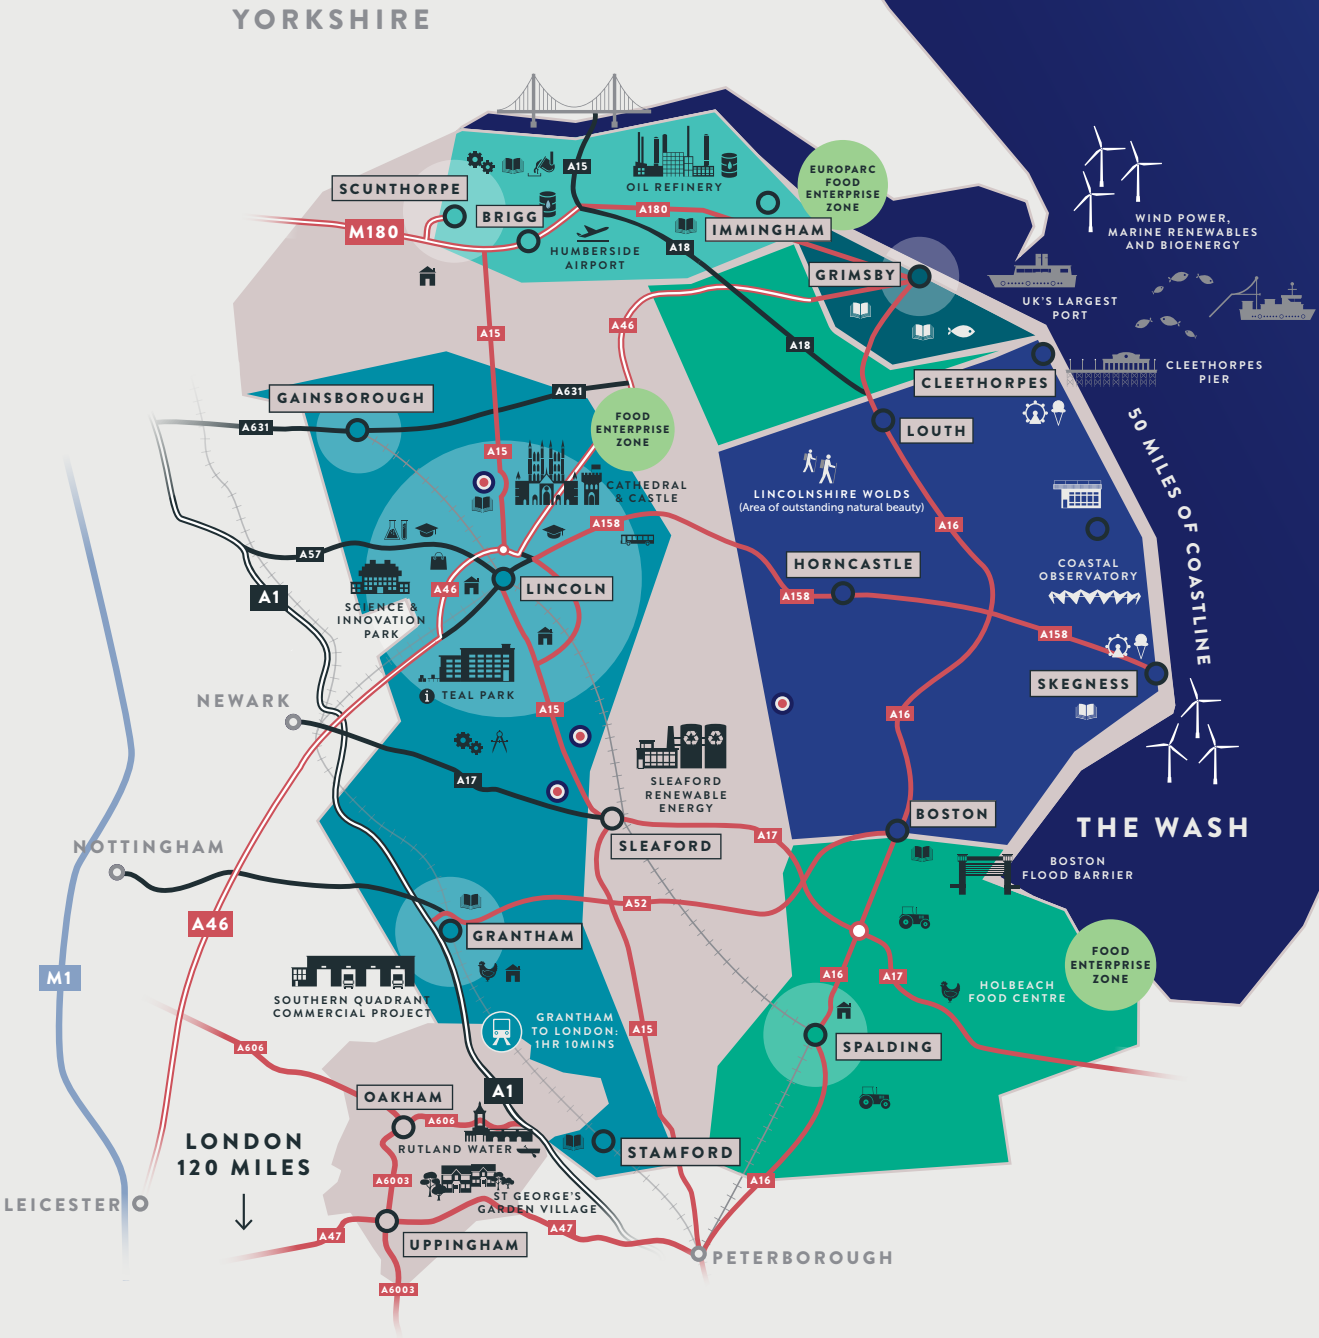 YORKSHIRE
EUROPARC
FOOD
ENTERPRISE
ZONE
A15
OIL REFINERY
SCUNTHORPE
BRIGG
A180
IMMINGHAM
M180
A18
HUMBERSIDE
AIRPORT
WIND POWER,
MARINE RENEWABLES
AND BIOENERGY
GRIMSBY
UK'S LARGEST
PORT
A15
A46
A18
CLEETHORPES
PIER
CLEETHORPES
A631
GAINSBOROUGH
FOOD
ENTERPRISE
ZONE
A631
LOUTH
50 MILES OF COASTLINE
A15
CATHEDRAL
& CASTLE
LINCOLNSHIRE WOLDS
(Area of outstanding natural beauty)
A158
A16
A57
HORNCASTLE
COASTAL
OBSERVATORY
A1
A46
LINCOLN
A158
SCIENCE &
INNOVATION
PARK
A158
SKEGNESS
TEAL PARK
NEWARK
A15
A16
A17
SLEAFORD
RENEWABLE
ENERGY
BOSTON
THE WASH
A17
SLEAFORD
NOTTINGHAM
BOSTON
FLOOD BARRIER
A52
A46
GRANTHAM
FOOD
ENTERPRISE
ZONE
M1
A16
A17
HOLBEACH
FOOD CENTRE
SOUTHERN QUADRANT
COMMERCIAL PROJECT
GRANTHAM
TO LONDON:
1HR 10MINS
A15
A606
SPALDING
A1
OAKHAM
A606
LONDON
120 MILES
RUTLAND WATER
STAMFORD
A6003
A16
ST GEORGE'S
GARDEN VILLAGE
LEICESTER
A47
A47
UPPINGHAM
PETERBOROUGH
A6003